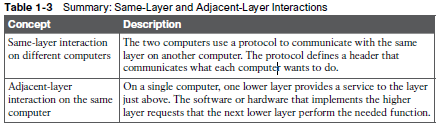 Table 1-3 Summary: Same-Layer and Adjacent-Layer Interactions
Concept Description
Same-layer interaction The two computers use a protocol to communicate with the same
on different computers layer on another computer. The protocol defines a header that
communicates what each computer wants to do.
Adjacent-layer On a single computer, one lower layer provides a service to the layer
interaction on the same just above. The software or hardware that implements the higher
computer layer requests that the next lower layer perform the needed function.